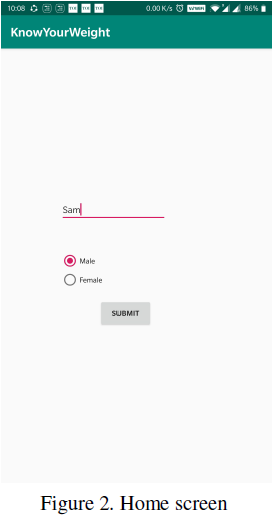 10:08 0.00 K/s 86%
KnowYourWeight
Sam
Male
Female
SUBMIT
Figure 2. Home screen